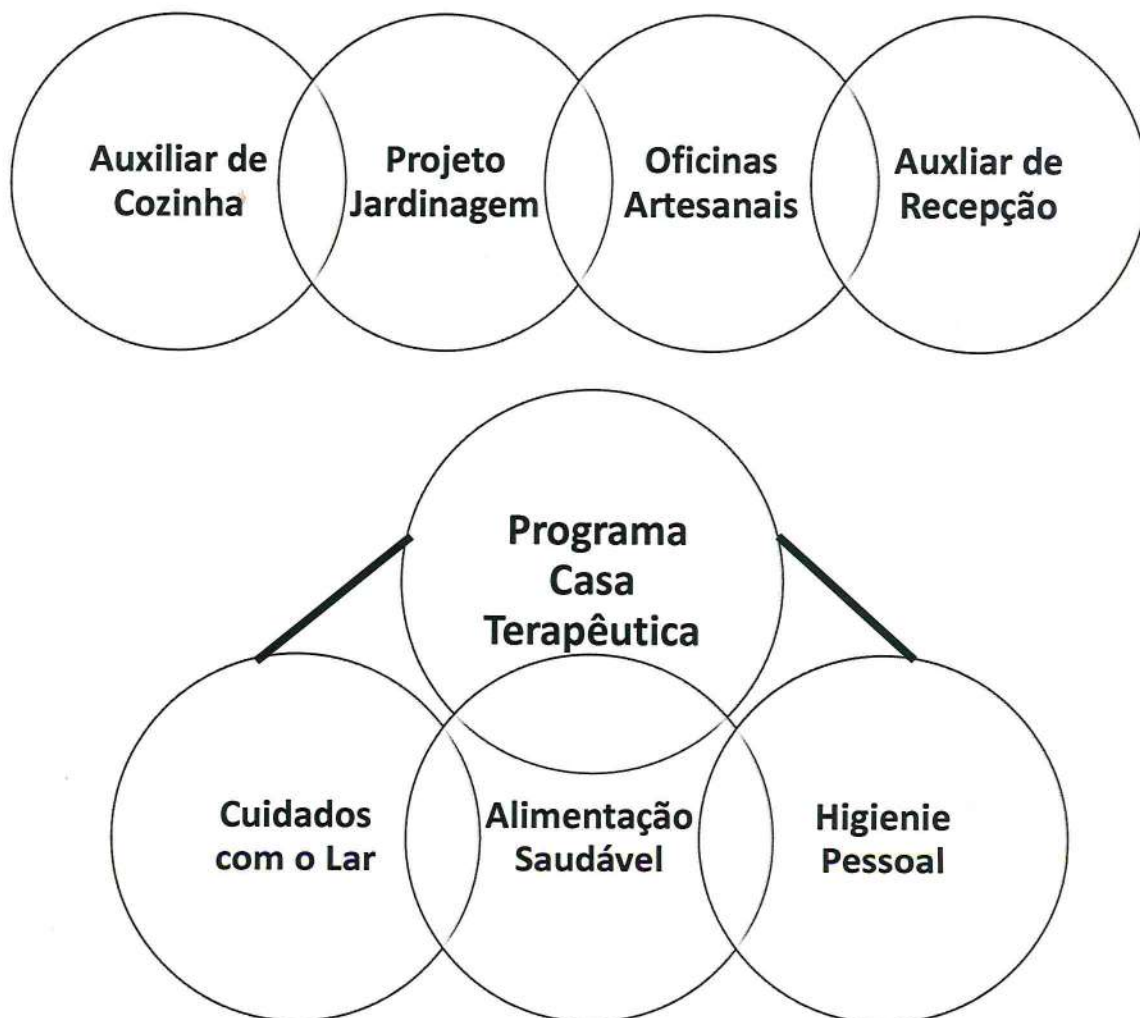 Auxiliar de
Cozinha
Projeto
Jardinagem
Oficinas
Artesanais
Auxliar de
Recepção
Programa
Casa
Terapêutica
Cuidados
com o Lar
Alimentação
Saudável
Higienie
Pessoal